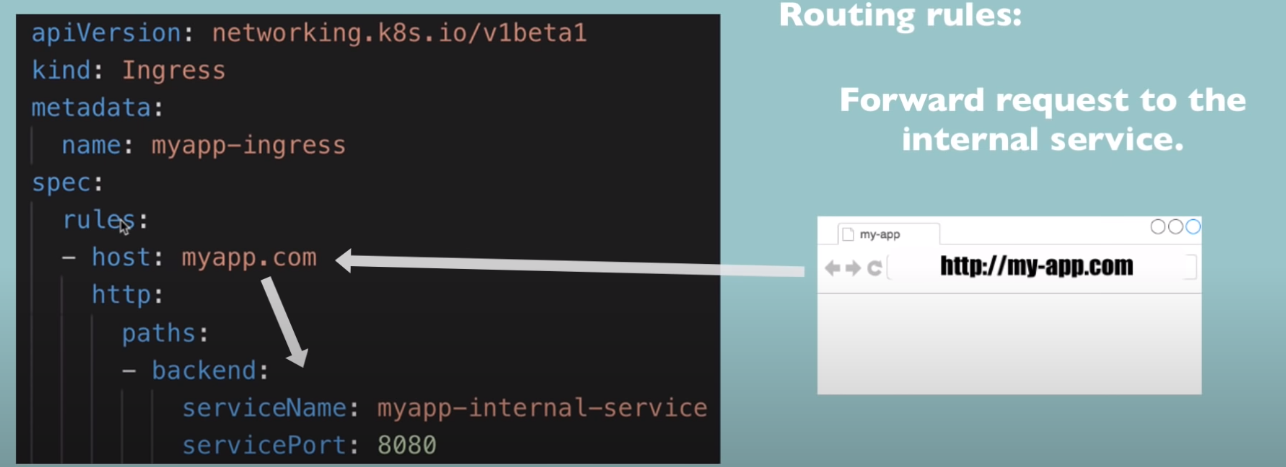 apiVersion: networking.k8s.io/v1beta1
kind: Ingress
metadata:
  name: myapp-ingress
spec:
  rules:
  - host: myapp.com
    http:
      paths:
      - backend:
          serviceName: myapp-internal-service
          servicePort: 8080
Routing rules:
Forward request to the
internal service.
my-app
http://my-app.com